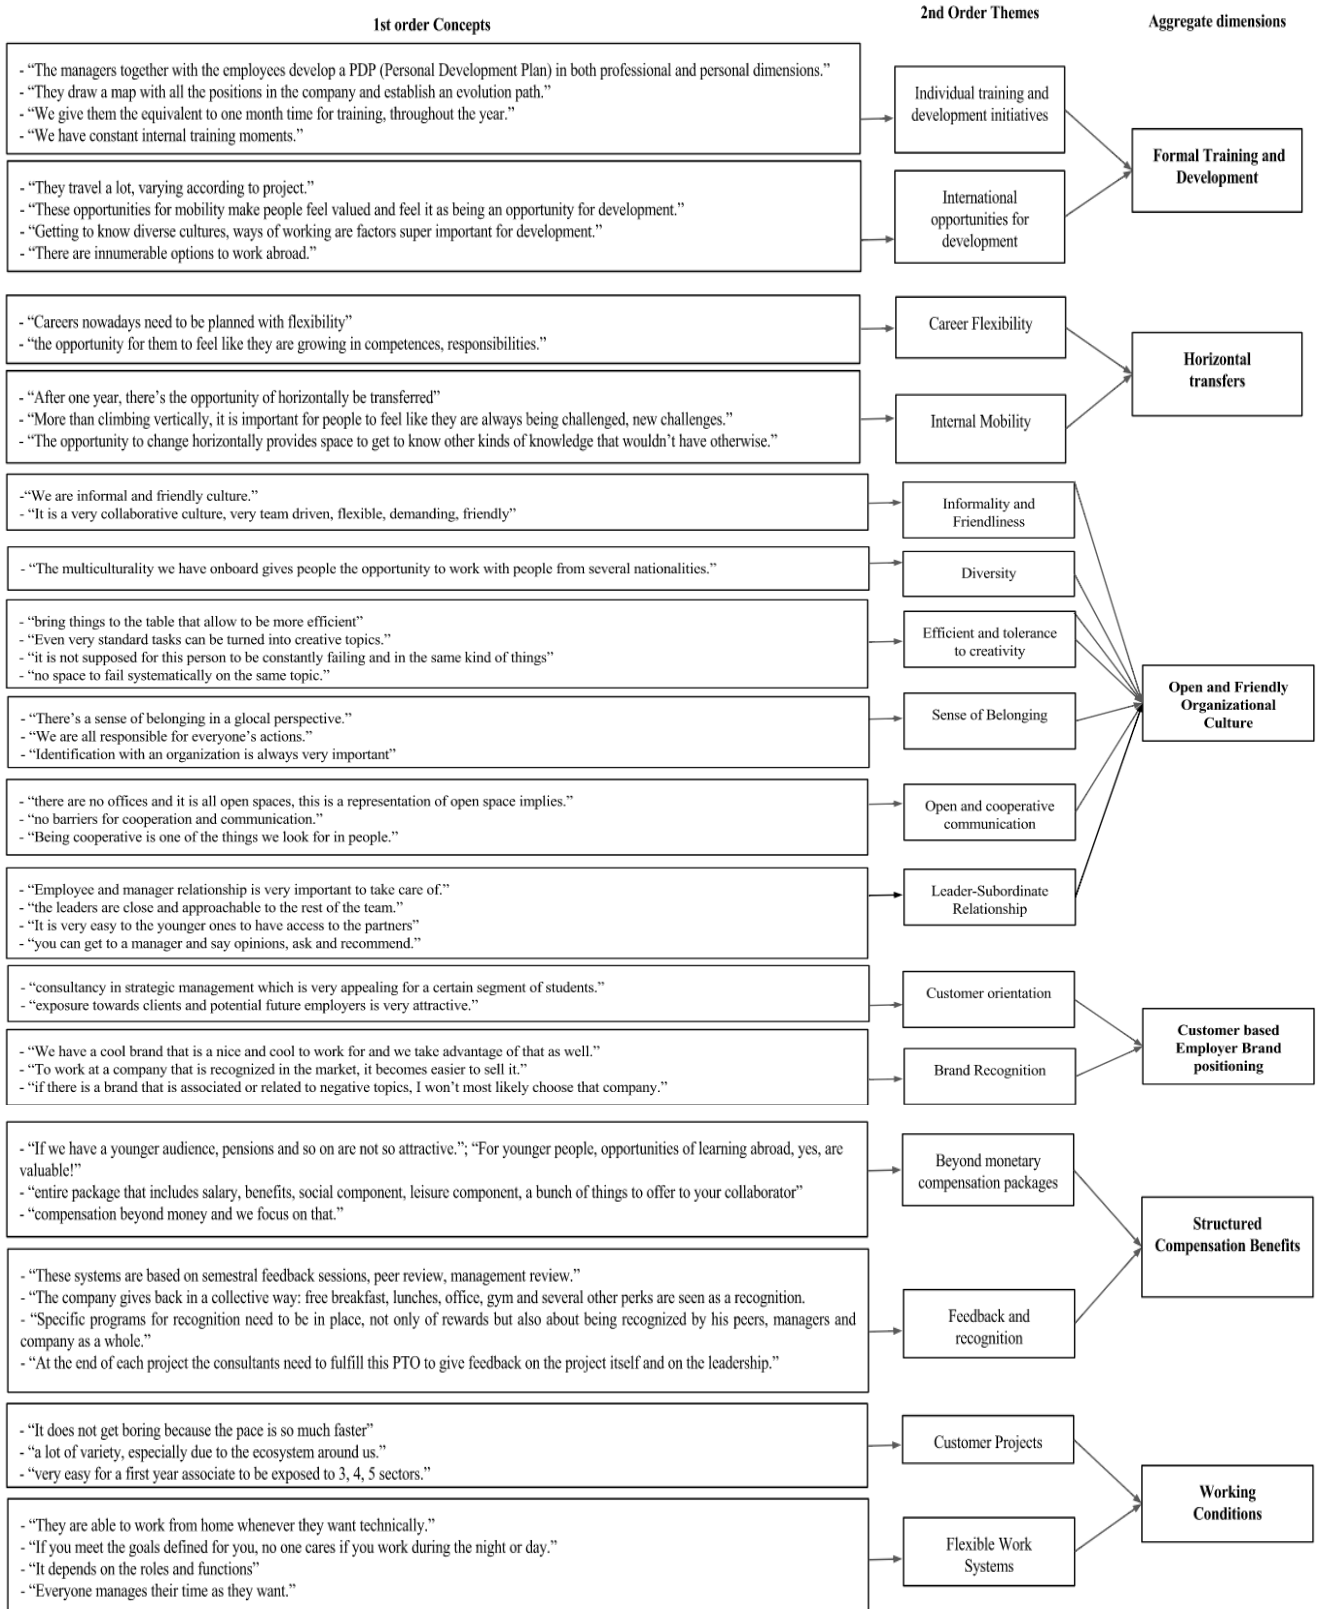 1st order Concepts
2nd Order Themes
Aggregate dimensions
- “The managers together with the employees develop a PDP (Personal Development Plan) in both professional and personal dimensions.”
- “They draw a map with all the positions in the company and establish an evolution path.”
- “We give them the equivalent to one month time for training, throughout the year.”
- “We have constant internal training moments.”
Individual training and
development initiatives
- “They travel a lot, varying according to project.”
- “These opportunities for mobility make people feel valued and feel it as being an opportunity for development.”
- “Getting to know diverse cultures, ways of working are factors super important for development.”
- “There are innumerable options to work abroad.”
International
opportunities for
development
Formal Training and
Development
- “Careers nowadays need to be planned with flexibility”
- “the opportunity for them to feel like they are growing in competences, responsibilities.”
Career Flexibility
- “After one year, there’s the opportunity of horizontally be transferred”
- “More than climbing vertically, it is important for people to feel like they are always being challenged, new challenges.”
- “The opportunity to change horizontally provides space to get to know other kinds of knowledge that wouldn’t have otherwise.”
Internal Mobility
Horizontal
transfers
-“We are informal and friendly culture.”
- “It is a very collaborative culture, very team driven, flexible, demanding, friendly”
Informality and
Friendliness
- “The multiculturality we have onboard gives people the opportunity to work with people from several nationalities.”
Diversity
- “bring things to the table that allow to be more efficient”
- “Even very standard tasks can be turned into creative topics.”
- “it is not supposed for this person to be constantly failing and in the same kind of things”
- “no space to fail systematically on the same topic.”
Efficient and tolerance
to creativity
- “There’s a sense of belonging in a glocal perspective.”
- “We are all responsible for everyone’s actions.”
- “Identification with an organization is always very important”
Sense of Belonging
- “there are no offices and it is all open spaces, this is a representation of open space implies.”
- “no barriers for cooperation and communication.”
- “Being cooperative is one of the things we look for in people.”
Open and cooperative
communication
- “Employee and manager relationship is very important to take care of.”
- “the leaders are close and approachable to the rest of the team.”
- “It is very easy to the younger ones to have access to the partners”
- “you can get to a manager and say opinions, ask and recommend.”
Leader-Subordinate
Relationship
Open and Friendly
Organizational
Culture
- “consultancy in strategic management which is very appealing for a certain segment of students.”
- “exposure towards clients and potential future employers is very attractive.”
Customer orientation
- “We have a cool brand that is a nice and cool to work for and we take advantage of that as well.”
- “To work at a company that is recognized in the market, it becomes easier to sell it.”
- “if there is a brand that is associated or related to negative topics, I won’t most likely choose that company.”
Brand Recognition
Customer based
Employer Brand
positioning
- “If we have a younger audience, pensions and so on are not so attractive.”; “For younger people, opportunities of learning abroad, yes, are
valuable!”
- “entire package that includes salary, benefits, social component, leisure component, a bunch of things to offer to your collaborator”
- “compensation beyond money and we focus on that.”
Beyond monetary
compensation packages
- “These systems are based on semestral feedback sessions, peer review, management review.”
- “The company gives back in a collective way: free breakfast, lunches, office, gym and several other perks are seen as a recognition.
- “Specific programs for recognition need to be in place, not only of rewards but also about being recognized by his peers, managers and
company as a whole.”
- “At the end of each project the consultants need to fulfill this PTO to give feedback on the project itself and on the leadership.”
Feedback and
recognition
Structured
Compensation Benefits
- “It does not get boring because the pace is so much faster”
- “a lot of variety, especially due to the ecosystem around us.”
- “very easy for a first year associate to be exposed to 3, 4, 5 sectors.”
Customer Projects
- “They are able to work from home whenever they want technically.”
- “If you meet the goals defined for you, no one cares if you work during the night or day.”
- “It depends on the roles and functions”
- “Everyone manages their time as they want.”
Flexible Work
Systems
Working
Conditions